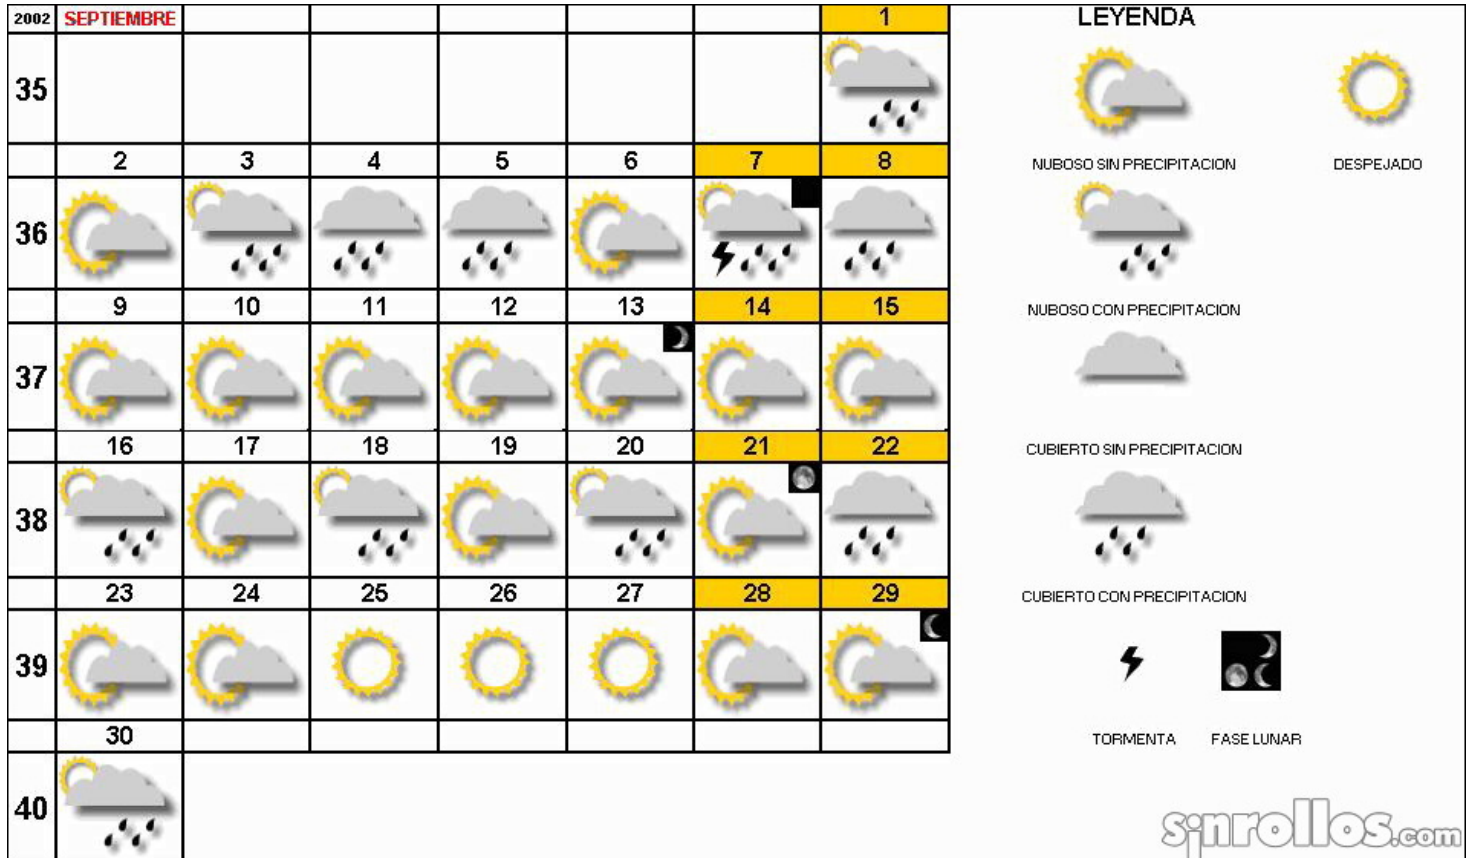 2002 SEPTIEMBRE 1
35
2 3 4 5 6 7 8
36
9 10 11 12 13 14 15
37
16 17 18 19 20 21 22
38
23 24 25 26 27 28 29
39
30
40
LEYENDA
NUBOSO SIN PRECIPITACION DESPEJADO
NUBOSO CON PRECIPITACION
CUBIERTO SIN PRECIPITACION
CUBIERTO CON PRECIPITACION
TORMENTA FASE LUNAR
sinrollos.com